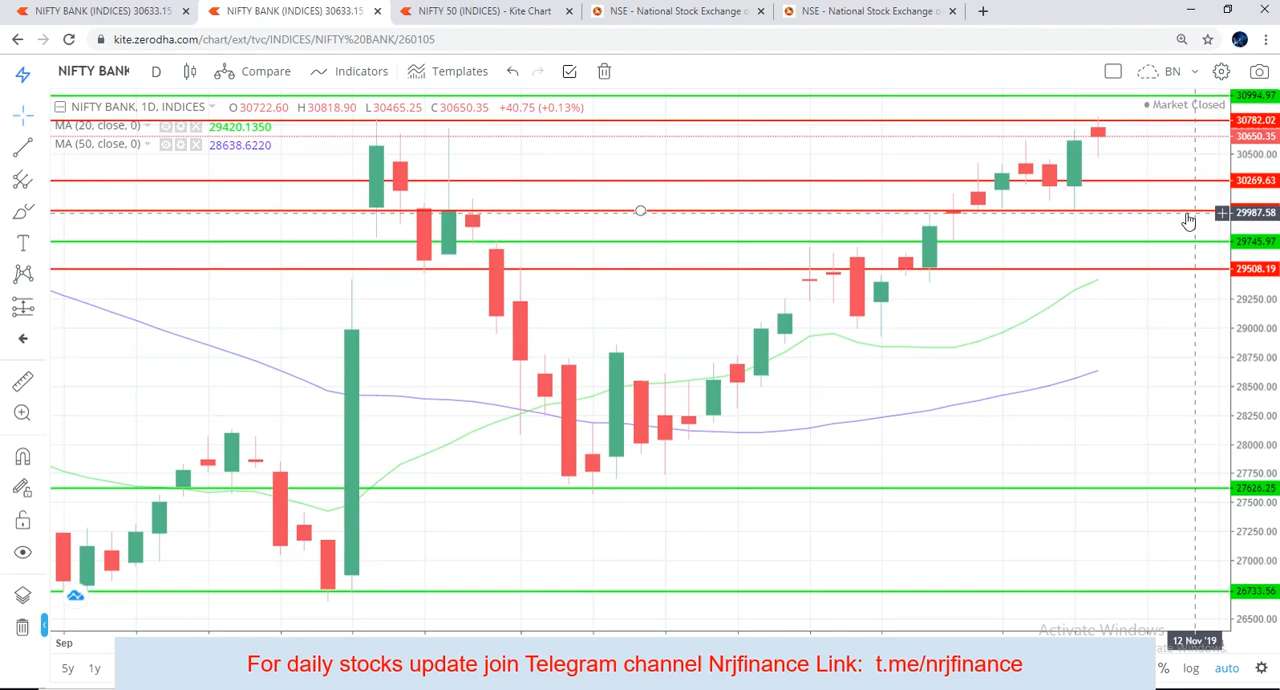 NIFTY BANK (INDICES) 30633.15
NIFTY BANK (INDICES) 30633.15
NIFTY 50 (INDICES) - Kite Chart
NSE - National Stock Exchange o
NSE - National Stock Exchange o
kite.zerodha.com/chart/ext/tvc/INDICES/NIFTY%20BANK/260105
NIFTY BANK
D
Compare
Indicators
Templates
BN
NIFTY BANK, 1D, INDICES
O30722.60 H30818.90 L30465.25 C30650.35 +40.75 (+0.13%)
Market Closed
MA (20, close, 0)
29420.1350
MA (50, close, 0)
28638.6220
30994.97
30782.02
30650.35
30500.00
30269.63
29987.58
29745.97
29508.19
29250.00
29000.00
28750.00
28500.00
28250.00
28000.00
27750.00
27626.25
27500.00
27250.00
27000.00
26733.56
26500.00
Activate Windows
Sep
12 Nov '19
5y
1y
%
log
auto
For daily stocks update join Telegram channel Nrjfinance Link: t.me/nrjfinance